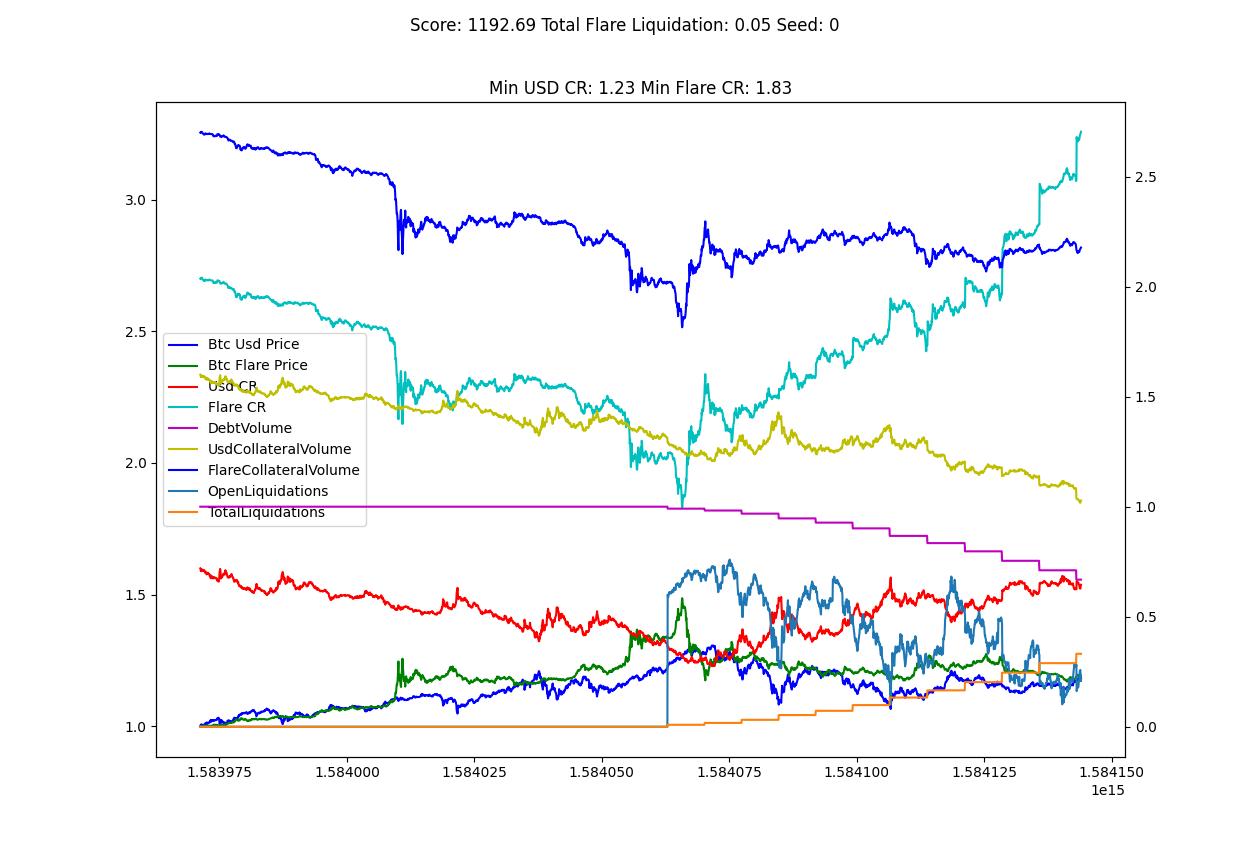 Score: 1192.69 Total Flare Liquidation: 0.05 Seed: 0
Min USD CR: 1.23 Min Flare CR: 1.83
3.0
2.5
2.0
1.5
1.0
Btc Usd Price
Btc Flare Price
Usd CR
Flare CR
DebtVolume
UsdCollateralVolume
FlareCollateralVolume
OpenLiquidations
TotalLiquidations
2.5
2.0
1.5
1.0
0.5
0.0
1.583975 1.584000 1.584025 1.584050 1.584075 1.584100 1.584125 1.584150
1e15